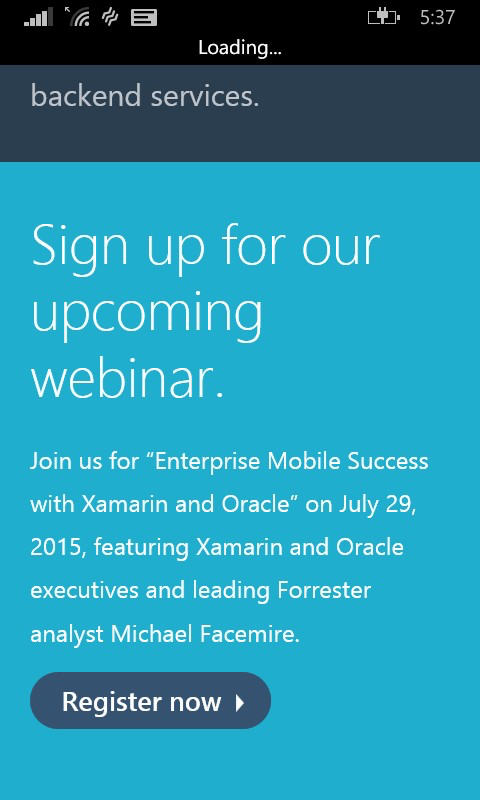 5:37
Loading...
backend services.
Sign up for our
upcoming
webinar.
Join us for “Enterprise Mobile Success
with Xamarin and Oracle” on July 29,
2015, featuring Xamarin and Oracle
executives and leading Forrester
analyst Michael Facemire.
Register now